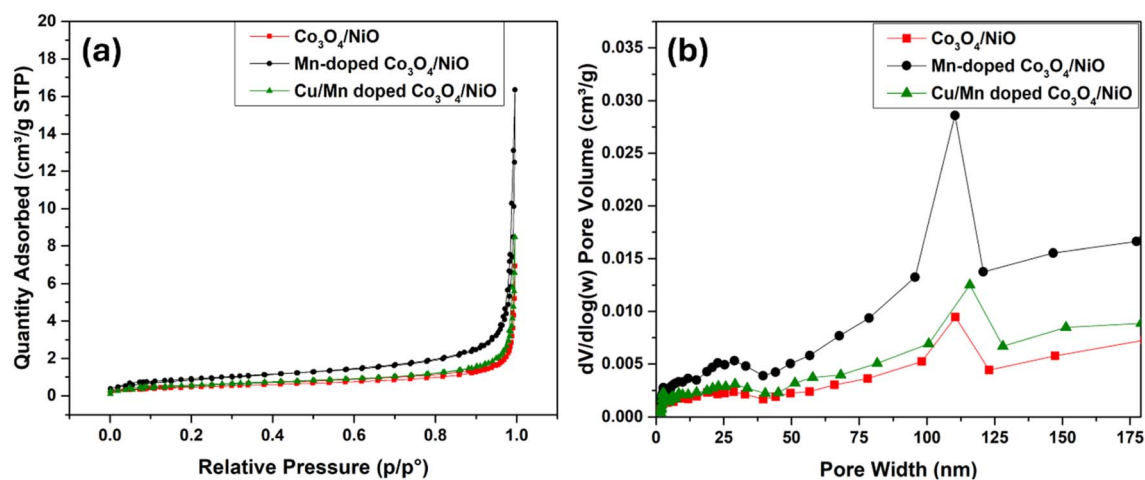 (a)
Co₃O₄/NiO
Mn-doped Co₃O₄/NiO
Cu/Mn doped Co₃O₄/NiO
Quantity Adsorbed (cm³/g STP)
20
18
16
14
12
10
8
6
4
2
0
0.0 0.2 0.4 0.6 0.8 1.0
Relative Pressure (p/p°)
(b)
Co₃O₄/NiO
Mn-doped Co₃O₄/NiO
Cu/Mn doped Co₃O₄/NiO
dV/dlog(w) Pore Volume (cm³/g)
0.035
0.030
0.025
0.020
0.015
0.010
0.005
0.000
0 25 50 75 100 125 150 175
Pore Width (nm)